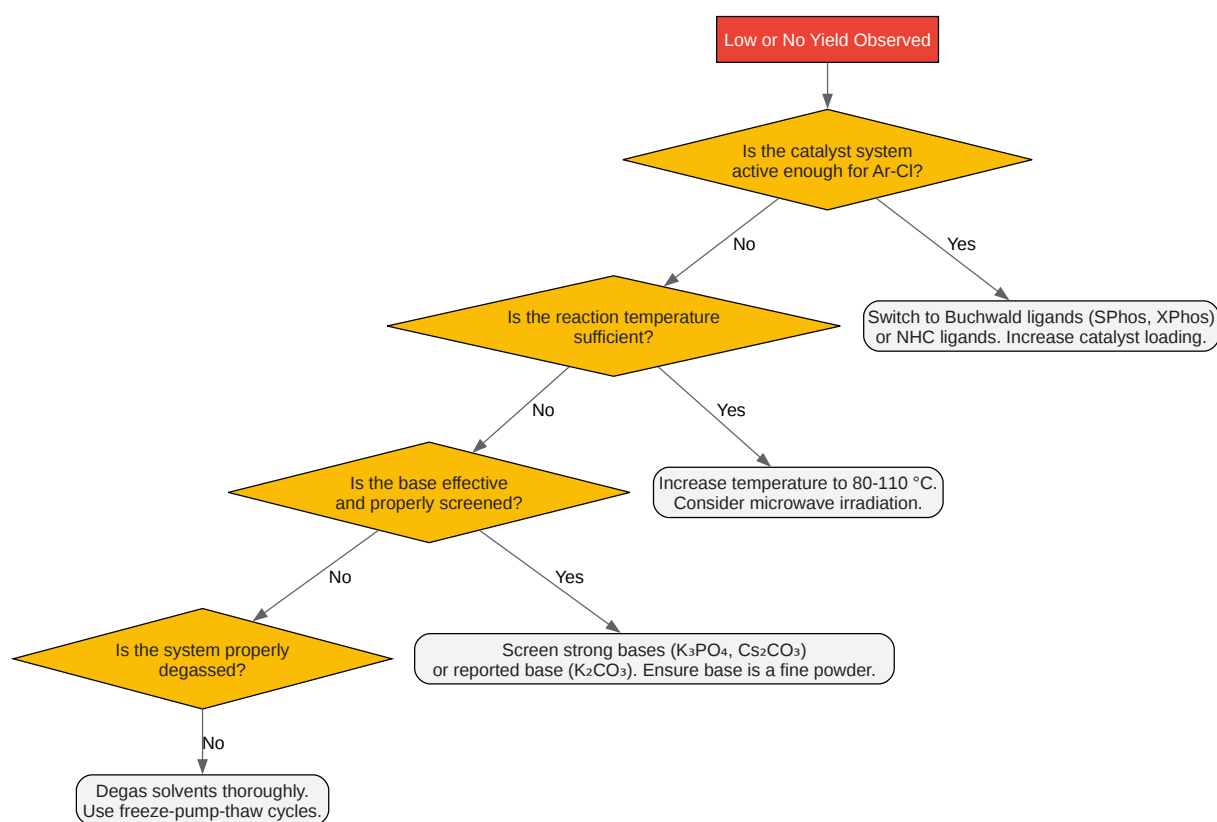 Low or No Yield Observed
Is the catalyst system
active enough for Ar-Cl?
No
Yes
Is the reaction temperature
sufficient?
Switch to Buchwald ligands (SPhos, XPhos)
or NHC ligands. Increase catalyst loading.
No
Yes
Is the base effective
and properly screened?
Increase temperature to 80-110 °C.
Consider microwave irradiation.
No
Yes
Is the system properly
degassed?
Screen strong bases (K₃PO₄, Cs₂CO₃)
or reported base (K₂CO₃). Ensure base is a fine powder.
No
Degas solvents thoroughly.
Use freeze-pump-thaw cycles.